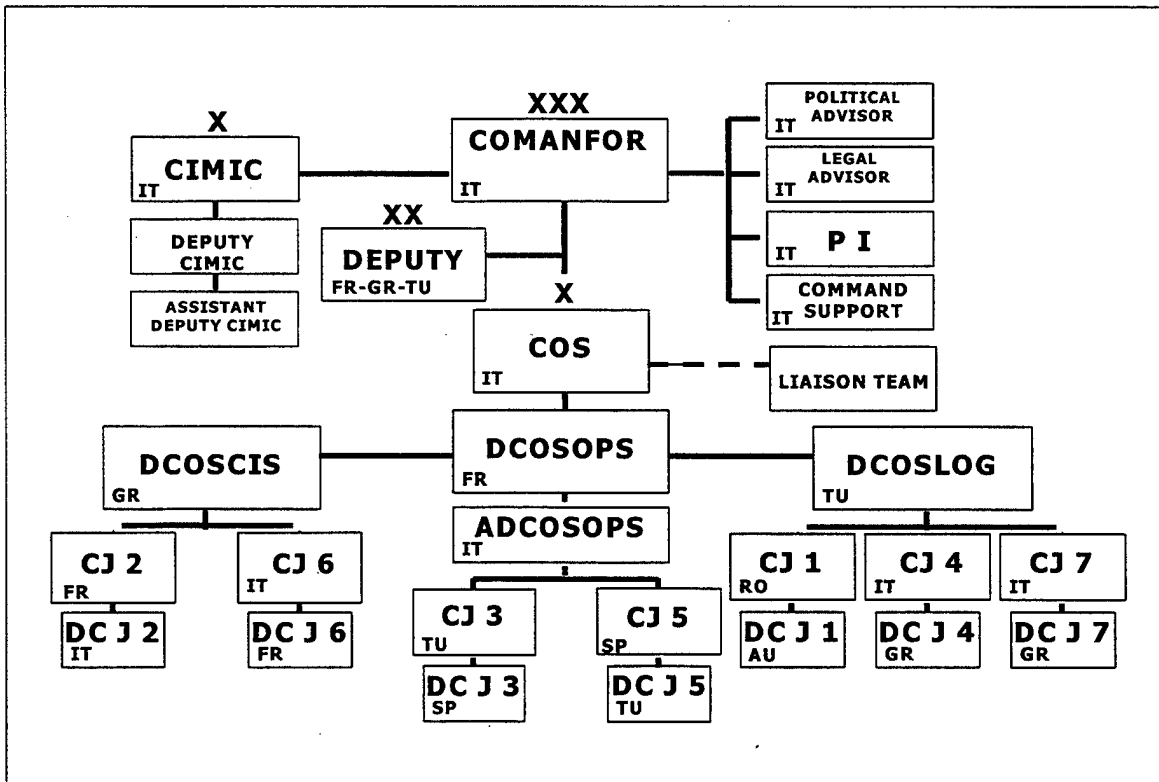 X
CIMIC
IT
DEPUTY
CIMIC
ASSISTANT
DEPUTY CIMIC
XXX
COMANFOR
IT
XX
DEPUTY
FR-GR-TU
POLITICAL
ADVISOR
IT
LEGAL
ADVISOR
IT
P I
IT
COMMAND
SUPPORT
IT
X
COS
IT
LIAISON TEAM
DCOSCIS
GR
DCOSOPS
FR
DCOSLOG
TU
ADCOSOPS
IT
CJ 2
FR
DC J 2
IT
CJ 6
IT
DC J 6
FR
CJ 3
TU
DC J 3
SP
CJ 5
SP
DC J 5
TU
CJ 1
RO
DC J 1
AU
CJ 4
IT
DC J 4
GR
CJ 7
IT
DC J 7
GR